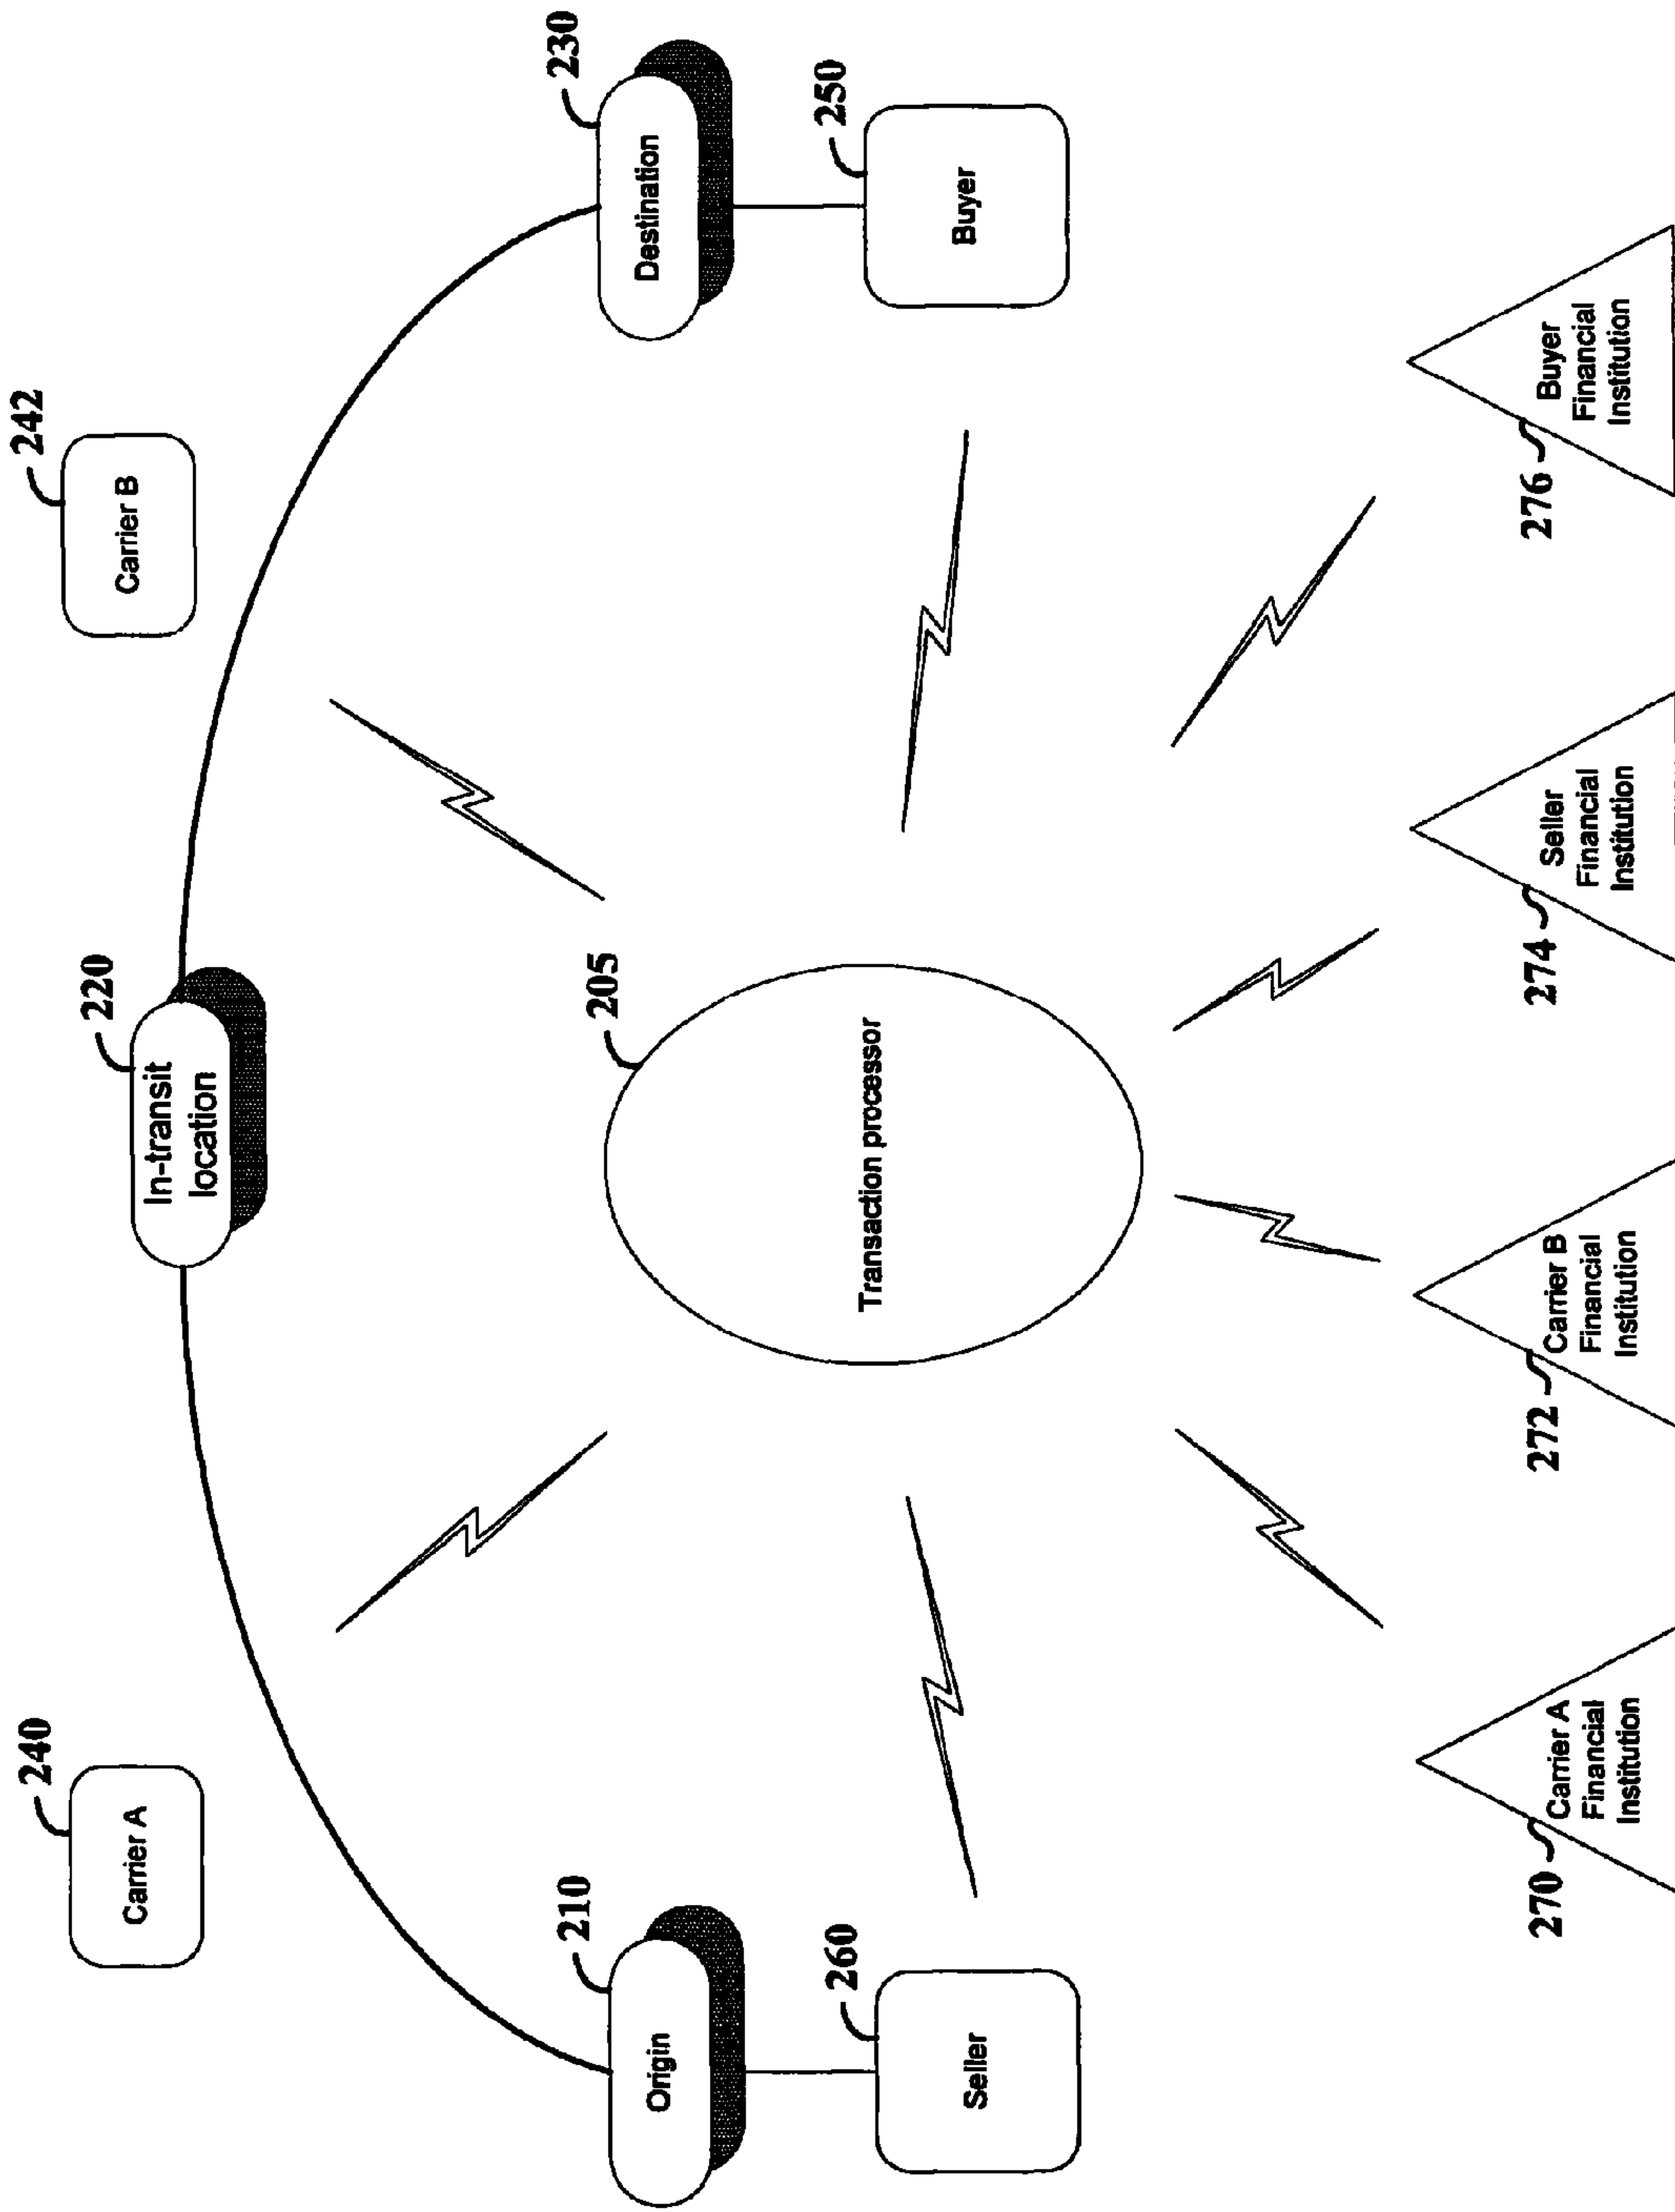 240
Carrier A
242
Carrier B
220
In-transit
location
210
Origin
230
Destination
205
Transaction processor
260
Seller
250
Buyer
270
Carrier A
Financial
Institution
272
Carrier B
Financial
Institution
274
Seller
Financial
Institution
276
Buyer
Financial
Institution